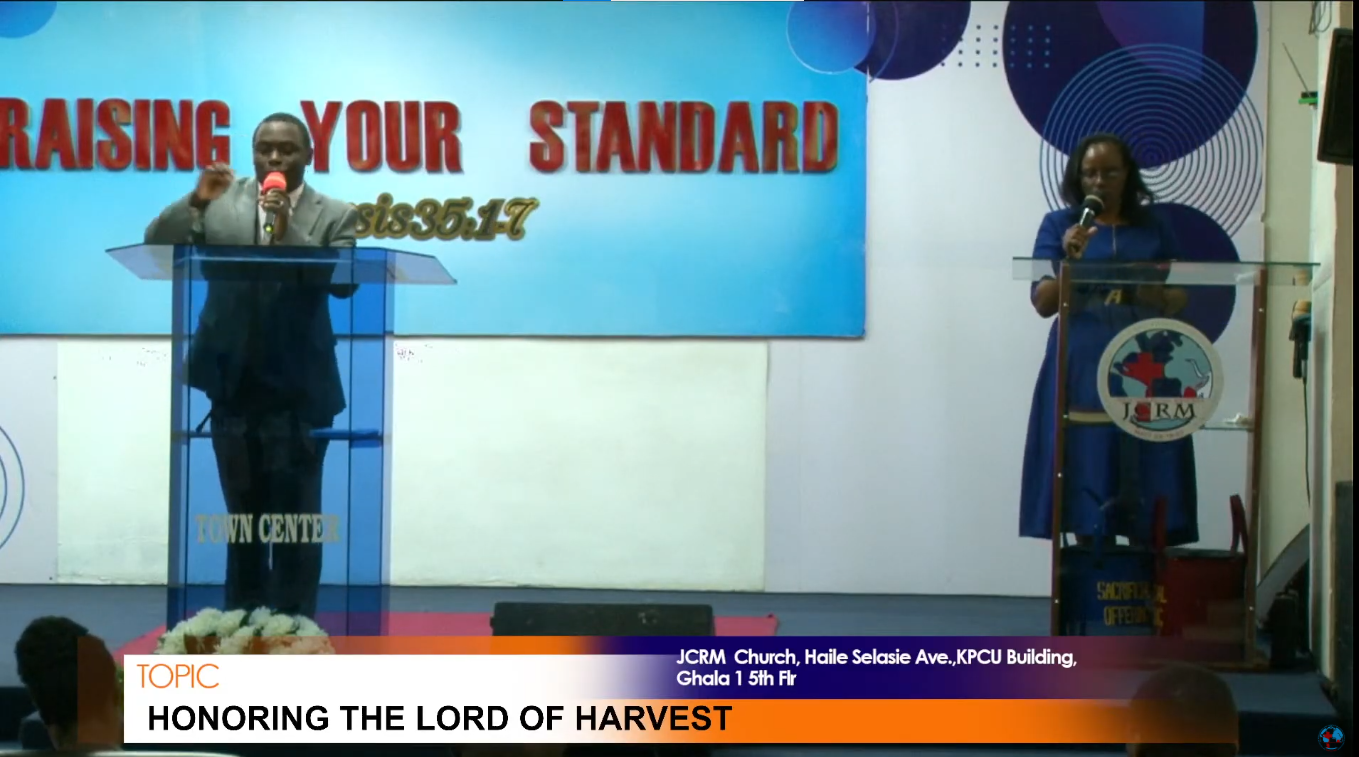 RAISING YOUR STANDARD
sis35:1-7
JCRM
TOWN CENTER
SACRIFICIAL
OFFERING
JCRM Church, Haile Selasie Ave.,KPCU Building,
Ghala 1 5th Flr
TOPIC
HONORING THE LORD OF HARVEST